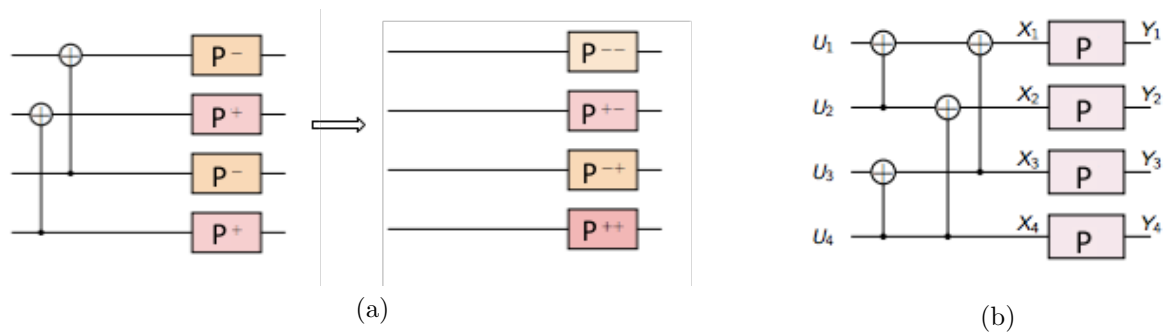 P −
P +
P −
P +
P −−
P +−
P −+
P ++
(a)
U1 X1 P Y1
U2 X2 P Y2
U3 X3 P Y3
U4 X4 P Y4
(b)